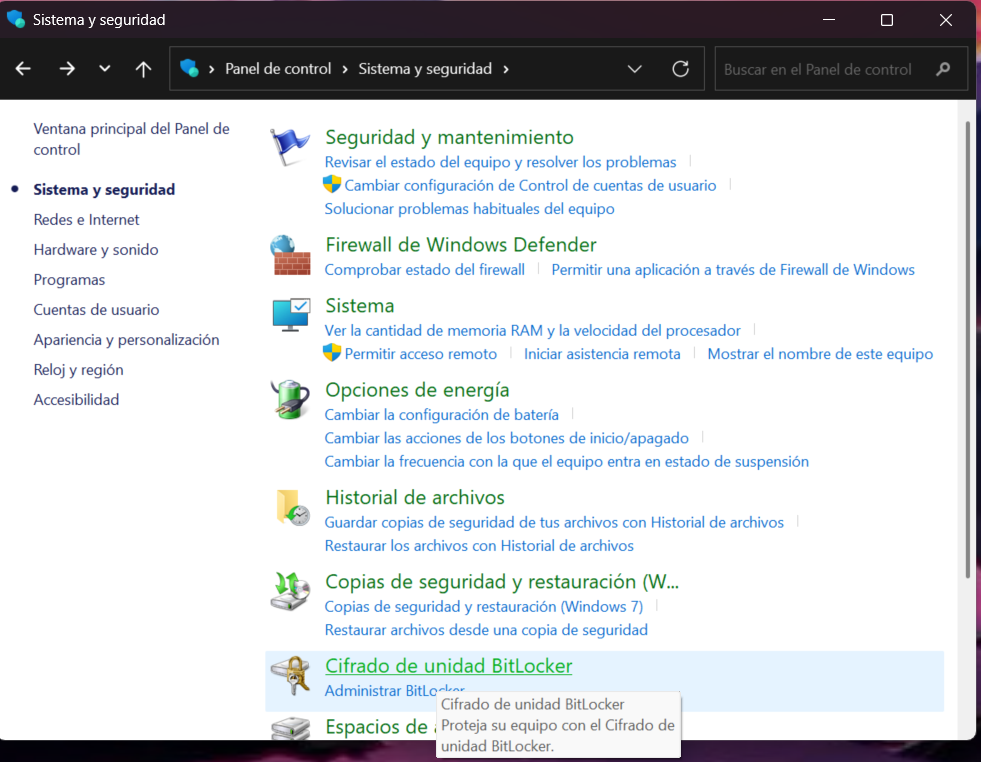 Sistema y seguridad
Panel de control
Sistema y seguridad
Buscar en el Panel de control
Ventana principal del Panel de
control
Sistema y seguridad
Redes e Internet
Hardware y sonido
Programas
Cuentas de usuario
Apariencia y personalización
Reloj y región
Accesibilidad
Seguridad y mantenimiento
Revisar el estado del equipo y resolver los problemas
Cambiar configuración de Control de cuentas de usuario
Solucionar problemas habituales del equipo
Firewall de Windows Defender
Comprobar estado del firewall
Permitir una aplicación a través de Firewall de Windows
Sistema
Ver la cantidad de memoria RAM y la velocidad del procesador
Permitir acceso remoto
Iniciar asistencia remota
Mostrar el nombre de este equipo
Opciones de energía
Cambiar la configuración de batería
Cambiar las acciones de los botones de inicio/apagado
Cambiar la frecuencia con la que el equipo entra en estado de suspensión
Historial de archivos
Guardar copias de seguridad de tus archivos con Historial de archivos
Restaurar los archivos con Historial de archivos
Copias de seguridad y restauración (W...
Copias de seguridad y restauración (Windows 7)
Restaurar archivos desde una copia de seguridad
Cifrado de unidad BitLocker
Administrar BitLocker
Cifrado de unidad BitLocker
Proteja su equipo con el Cifrado de
unidad BitLocker.
Espacios de